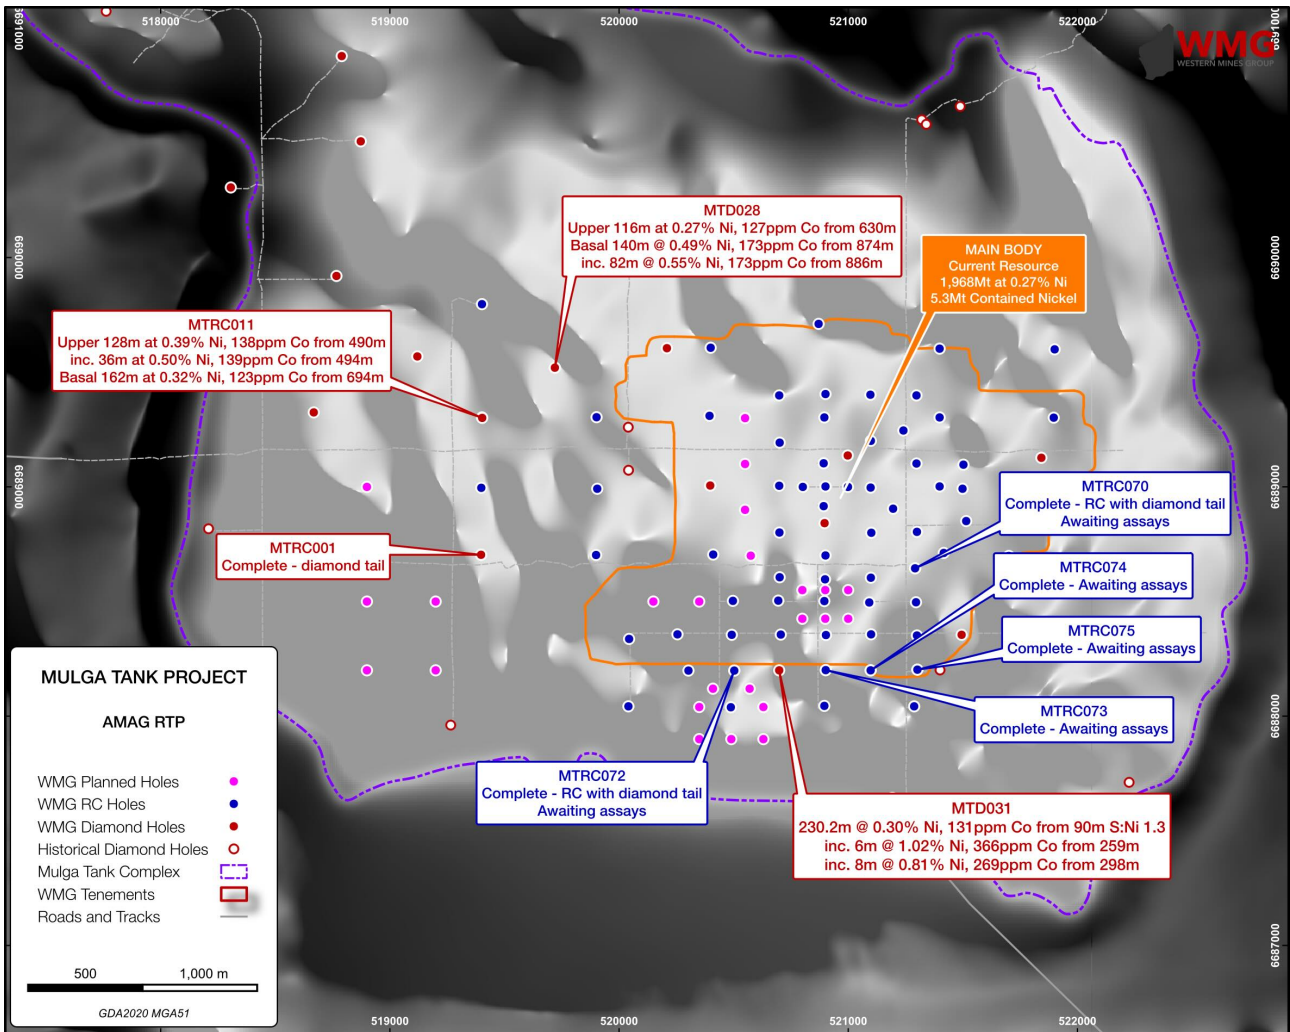 518000
519000
520000
521000
522000
6691000
6691000
WMG
WESTERN MINES GROUP
MTD028
Upper 116m at 0.27% Ni, 127ppm Co from 630m
Basal 140m @ 0.49% Ni, 173ppm Co from 874m
inc. 82m @ 0.55% Ni, 173ppm Co from 886m
MAIN BODY
Current Resource
1,968Mt at 0.27% Ni
5.3Mt Contained Nickel
6690000
6690000
MTRC011
Upper 128m at 0.39% Ni, 138ppm Co from 490m
inc. 36m at 0.50% Ni, 139ppm Co from 494m
Basal 162m at 0.32% Ni, 123ppm Co from 694m
6689000
6689000
MTRC070
Complete - RC with diamond tail
Awaiting assays
MTRC001
Complete - diamond tail
MTRC074
Complete - Awaiting assays
MTRC075
Complete - Awaiting assays
MTRC073
Complete - Awaiting assays
6688000
MTRC072
Complete - RC with diamond tail
Awaiting assays
MTD031
230.2m @ 0.30% Ni, 131ppm Co from 90m S:Ni 1.3
inc. 6m @ 1.02% Ni, 366ppm Co from 259m
inc. 8m @ 0.81% Ni, 269ppm Co from 298m
6687000
MULGA TANK PROJECT
AMAG RTP
WMG Planned Holes
WMG RC Holes
WMG Diamond Holes
Historical Diamond Holes
Mulga Tank Complex
WMG Tenements
Roads and Tracks
500
1,000 m
GDA2020 MGA51
519000
520000
521000
522000